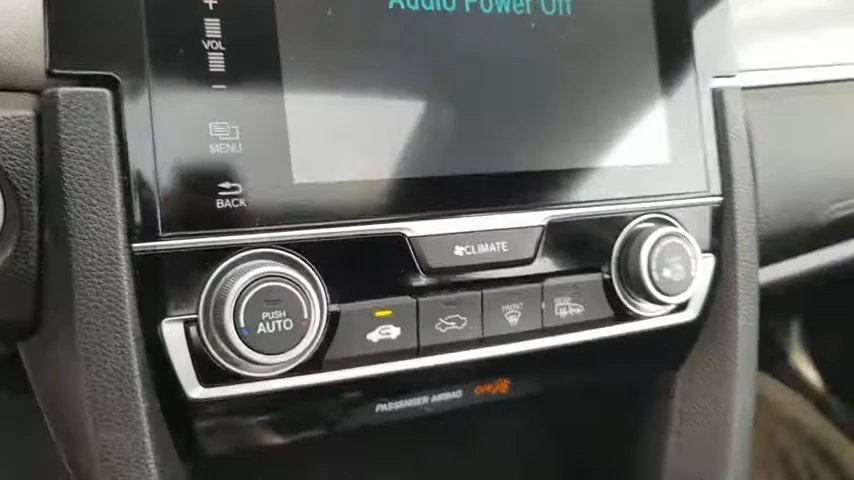 Audio Power Off
+
VOL
-
MENU
BACK
CLIMATE
PUSH
AUTO
FRONT
REAR
PASSENGER AIRBAG
OFF